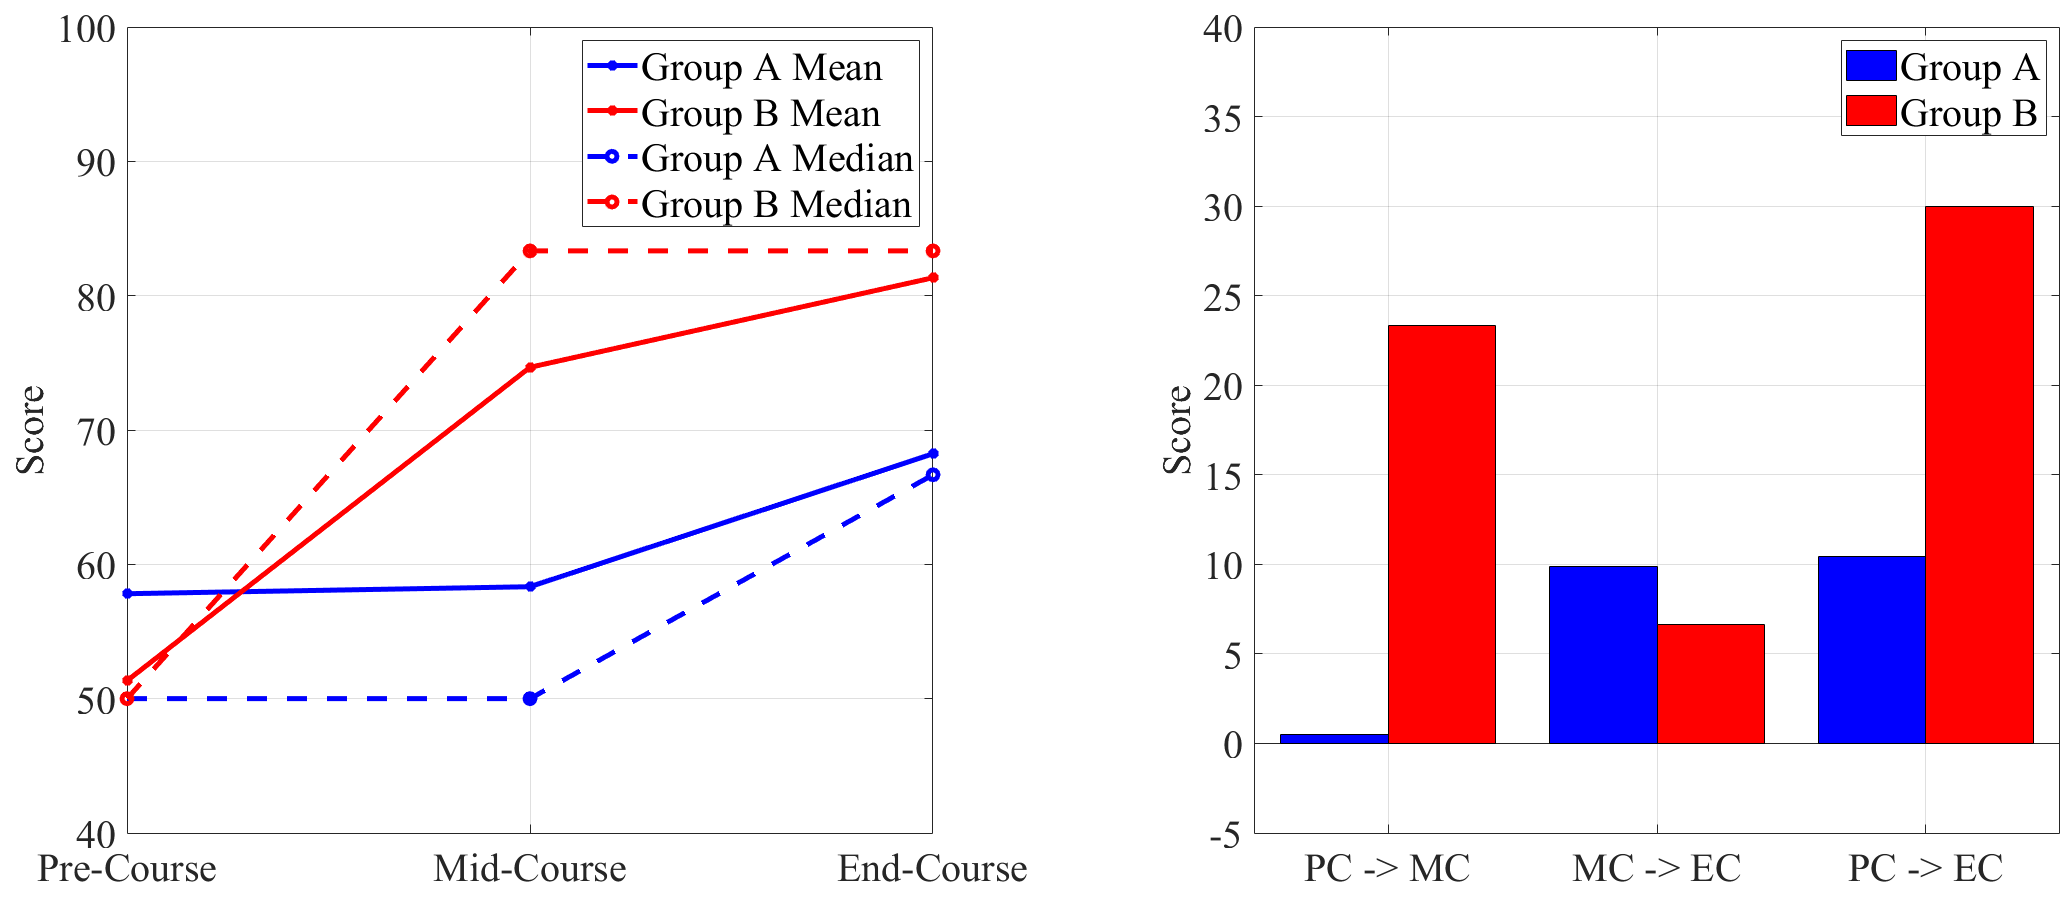 100
90
80
70
60
50
40
Score
Pre-Course
Mid-Course
End-Course
Group A Mean
Group B Mean
Group A Median
Group B Median
40
35
30
25
20
15
10
5
0
-5
Score
PC -> MC
MC -> EC
PC -> EC
Group A
Group B